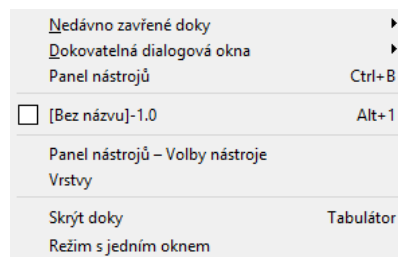 Nedávno zavřené doky
Dokovatelná dialogová okna
Panel nástrojů Ctrl+B
[Bez názvu]-1.0 Alt+1
Panel nástrojů – Volby nástroje
Vrstvy
Skrýt doky Tabulátor
Režim s jedním oknem